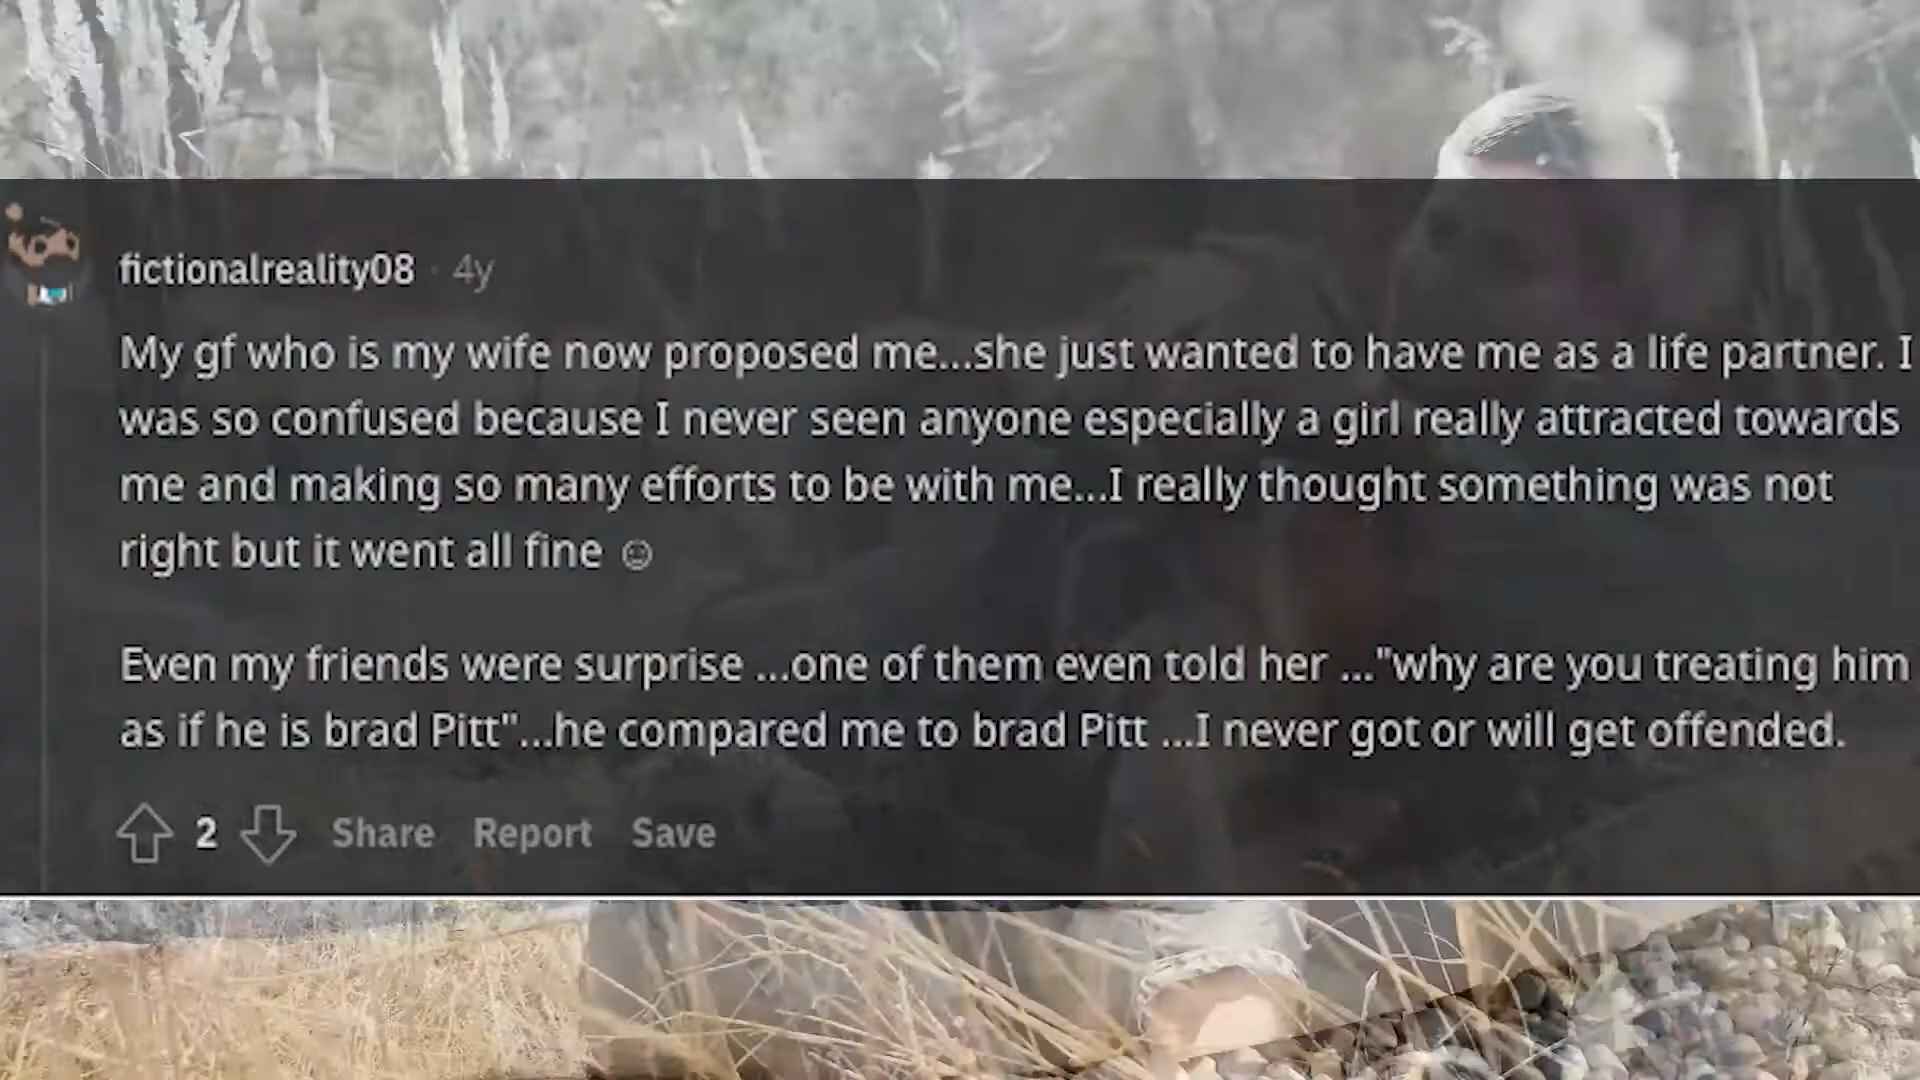 fictionalreality08 · 4y
My gf who is my wife now proposed me...she just wanted to have me as a life partner. I
was so confused because I never seen anyone especially a girl really attracted towards
me and making so many efforts to be with me...I really thought something was not
right but it went all fine ☺
Even my friends were surprise ...one of them even told her ..."why are you treating him
as if he is brad Pitt"...he compared me to brad Pitt ...I never got or will get offended.
2 Share Report Save